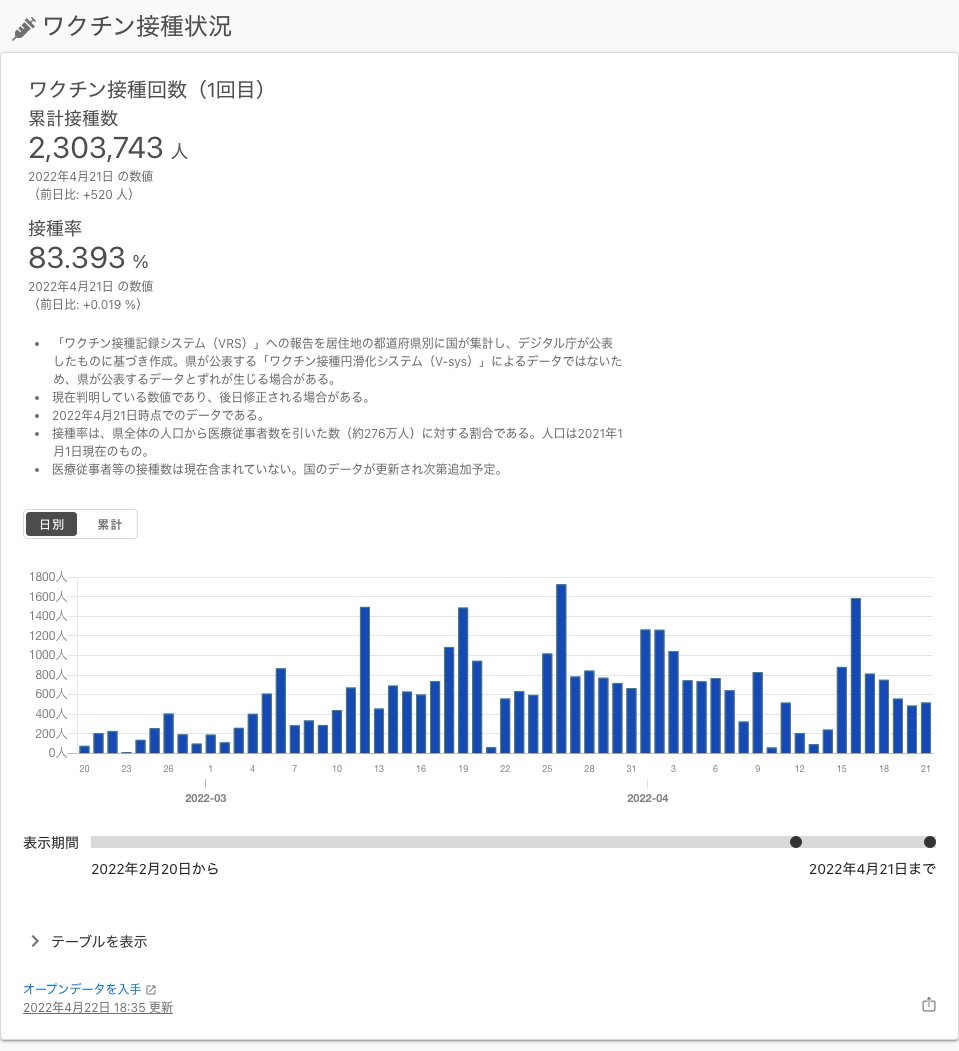 ワクチン接種状況
ワクチン接種回数（1回目）
累計接種数
2,303,743 人
2022年4月21日 の数値
（前日比: +520 人）
接種率
83.393 %
2022年4月21日 の数値
（前日比: +0.019 %）
• 「ワクチン接種記録システム（VRS）」への報告を居住地の都道府県別に国が集計し、デジタル庁が公表
したものに基づき作成。県が公表する「ワクチン接種円滑化システム（V-sys）」によるデータではないた
め、県が公表するデータとずれが生じる場合がある。
• 現在判明している数値であり、後日修正される場合がある。
• 2022年4月21日時点でのデータである。
• 接種率は、県全体の人口から医療従事者数を引いた数（約276万人）に対する割合である。人口は2021年1
月1日現在のもの。
• 医療従事者等の接種数は現在含まれていない。国のデータが更新され次第追加予定。
日別 累計
1800人
1600人
1400人
1200人
1000人
800人
600人
400人
200人
0人
20 23 26 1 4 7 10 13 16 19 22 25 28 31 3 6 9 12 15 18 21
2022-03 2022-04
表示期間
2022年2月20日から 2022年4月21日まで
テーブルを表示
オープンデータを入手
2022年4月22日 18:35 更新